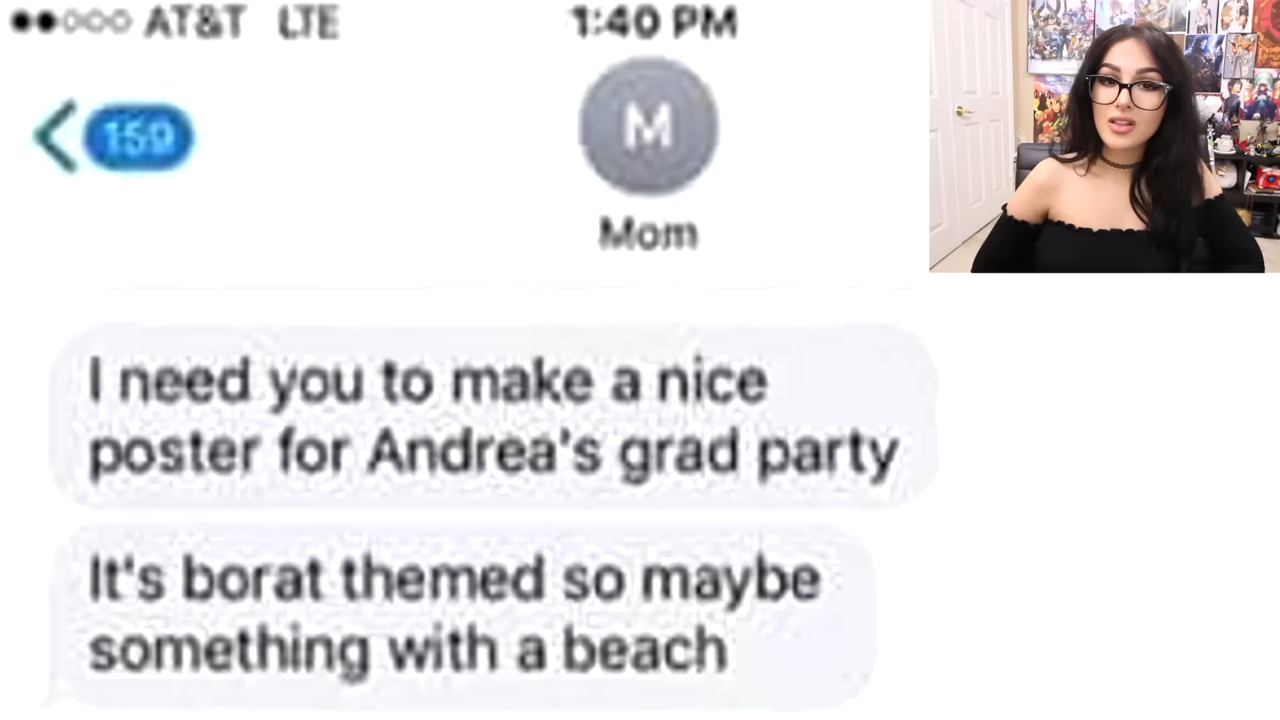 AT&T LTE 1:40 PM
159
M
Mom
I need you to make a nice
poster for Andrea's grad party
It's borat themed so maybe
something with a beach